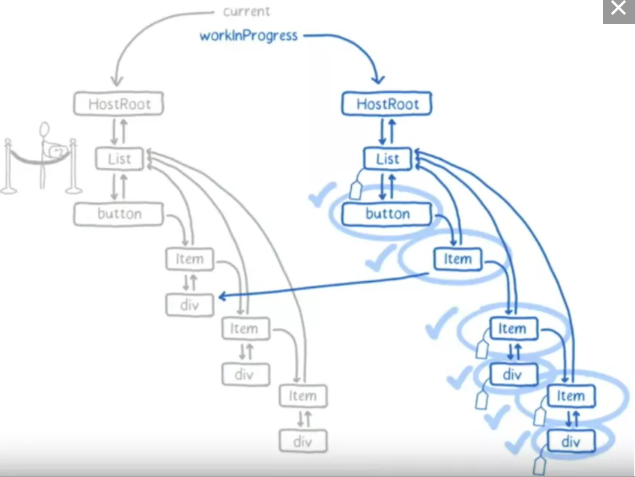 current
workInProgress
HostRoot
List
button
Item
div
Item
div
Item
div
HostRoot
List
button
Item
Item
div
Item
div